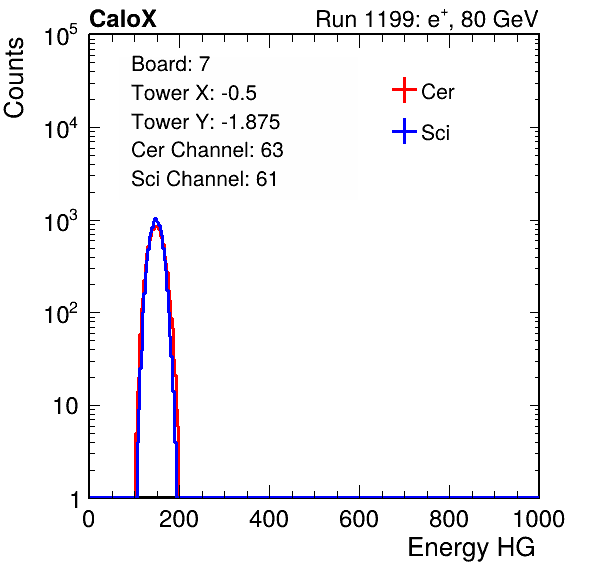 CaloX Run 1199: e⁺, 80 GeV
Counts
10⁵
10⁴
10³
10²
10
1
Board: 7
Tower X: -0.5
Tower Y: -1.875
Cer Channel: 63
Sci Channel: 61
Cer
Sci
0 200 400 600 800 1000
Energy HG